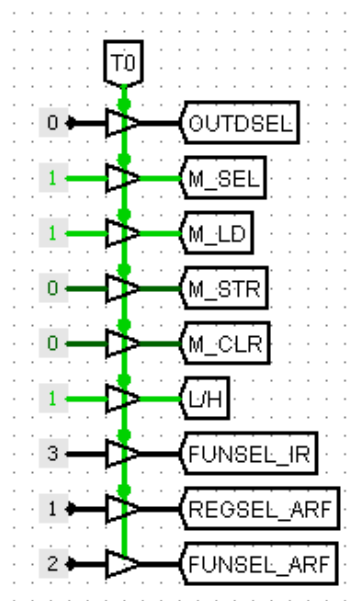 T0
0 OUTDSEL
1 M_SEL
1 M_LD
0 M_STR
0 M_CLR
1 L/H
3 FUNSEL_IR
1 REGSEL_ARF
2 FUNSEL_ARF